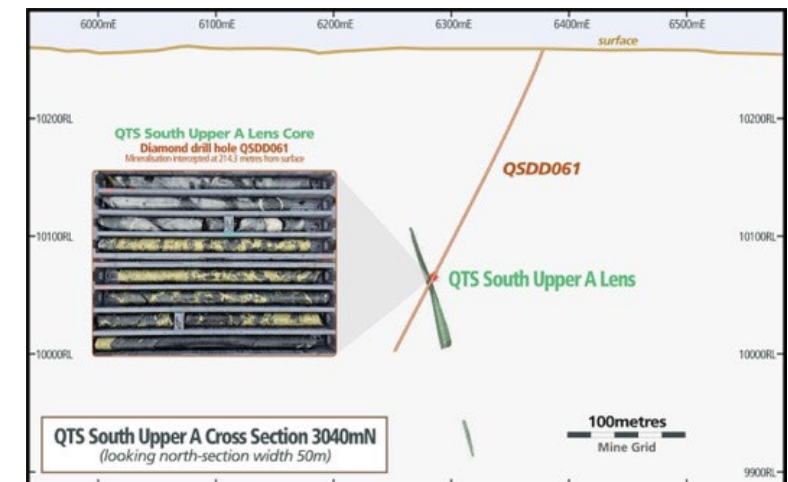 6000mE 6100mE 6200mE 6300mE 6400mE 6500mE
surface
10200RL 10200RL
QTS South Upper A Lens Core
Diamond drill hole QSDD061
Mineralisation intercepted at 214.3 metres from surface
QSDD061
10100RL 10100RL
QTS South Upper A Lens
10000RL 10000RL
100metres
Mine Grid
QTS South Upper A Cross Section 3040mN
(looking north-section width 50m)
9900RL